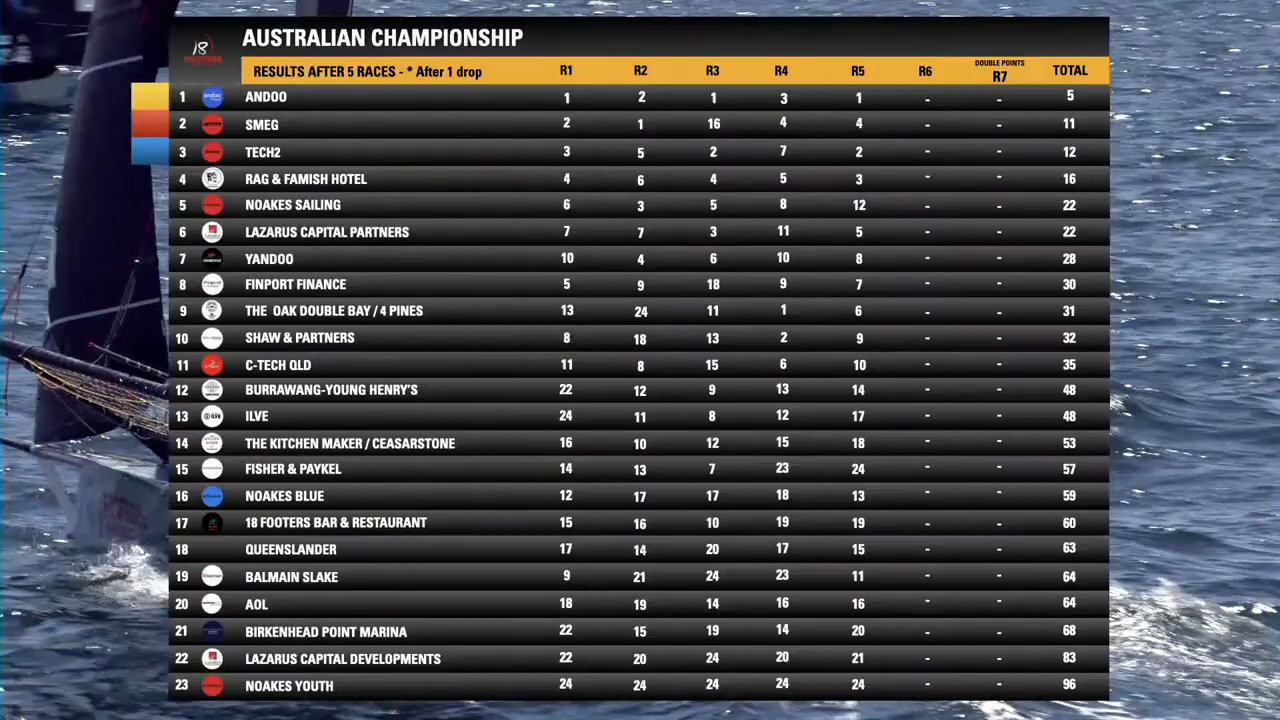 18
AUSTRALIAN CHAMPIONSHIP
RESULTS AFTER 5 RACES - * After 1 drop R1 R2 R3 R4 R5 R6 DOUBLE POINTS R7 TOTAL
1 andoo ANDOO 1 2 1 3 1 - - 5
2 SMEG 2 1 16 4 4 - - 11
3 TECH2 3 5 2 7 2 - - 12
4 RAG & FAMISH HOTEL 4 6 4 5 3 - - 16
5 NOAKES SAILING 6 3 5 8 12 - - 22
6 LAZARUS CAPITAL PARTNERS 7 7 3 11 5 - - 22
7 YANDOO 10 4 6 10 8 - - 28
8 FINPORT FINANCE 5 9 18 9 7 - - 30
9 THE OAK DOUBLE BAY / 4 PINES 13 24 11 1 6 - - 31
10 SHAW & PARTNERS 8 18 13 2 9 - - 32
11 C-TECH QLD 11 8 15 6 10 - - 35
12 BURRAWANG-YOUNG HENRY'S 22 12 9 13 14 - - 48
13 ILVE ILVE 24 11 8 12 17 - - 48
14 THE KITCHEN MAKER / CEASARSTONE 16 10 12 15 18 - - 53
15 FISHER & PAYKEL 14 13 7 23 24 - - 57
16 NOAKES BLUE 12 17 17 18 13 - - 59
17 18 FOOTERS BAR & RESTAURANT 15 16 10 19 19 - - 60
18 QUEENSLANDER 17 14 20 17 15 - - 63
19 BALMAIN SLAKE 9 21 24 23 11 - - 64
20 AOL 18 19 14 16 16 - - 64
21 BIRKENHEAD POINT MARINA 22 15 19 14 20 - - 68
22 LAZARUS CAPITAL DEVELOPMENTS 22 20 24 20 21 - - 83
23 NOAKES YOUTH 24 24 24 24 24 - - 96